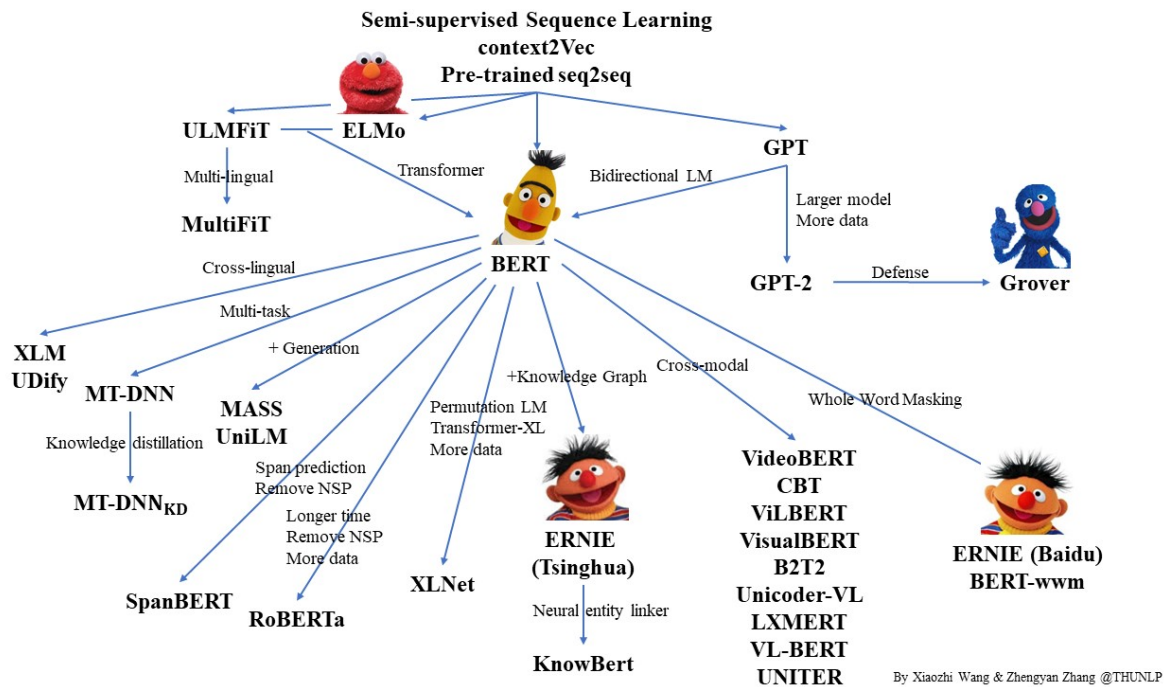 Semi-supervised Sequence Learning
context2Vec
Pre-trained seq2seq
ULMFiT
ELMo
GPT
Multi-lingual
Transformer
Bidirectional LM
Larger model
More data
MultiFiT
BERT
GPT-2
Defense
Grover
Cross-lingual
Multi-task
+ Generation
+Knowledge Graph
Cross-modal
Whole Word Masking
XLM
UDify
MT-DNN
MASS
UniLM
Knowledge distillation
MT-DNNKD
Span prediction
Remove NSP
Longer time
Remove NSP
More data
Permutation LM
Transformer-XL
More data
SpanBERT
RoBERTa
XLNet
ERNIE
(Tsinghua)
Neural entity linker
KnowBert
VideoBERT
CBT
ViLBERT
VisualBERT
B2T2
Unicoder-VL
LXMERT
VL-BERT
UNITER
ERNIE (Baidu)
BERT-wwm
By Xiaozhi Wang & Zhengyan Zhang @THUNLP